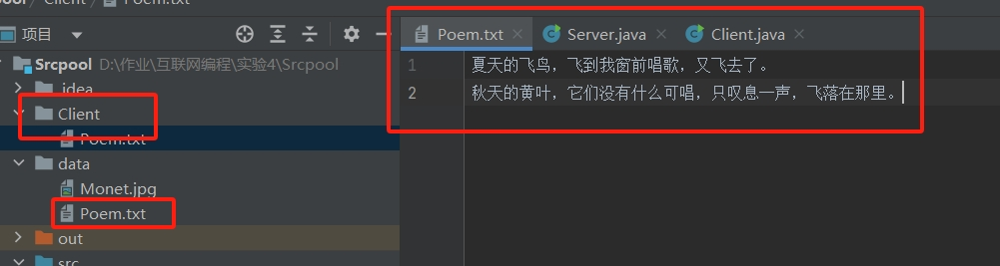 Srcpool / Client / Poem.txt
项目
Poem.txt Server.java Client.java
Srcpool D:\作业\互联网编程\实验4\Srcpool
.idea
Client
Poem.txt
data
Monet.jpg
Poem.txt
out
src
1 夏天的飞鸟，飞到我窗前唱歌，又飞去了。
2 秋天的黄叶，它们没有什么可唱，只叹息一声，飞落在那里。